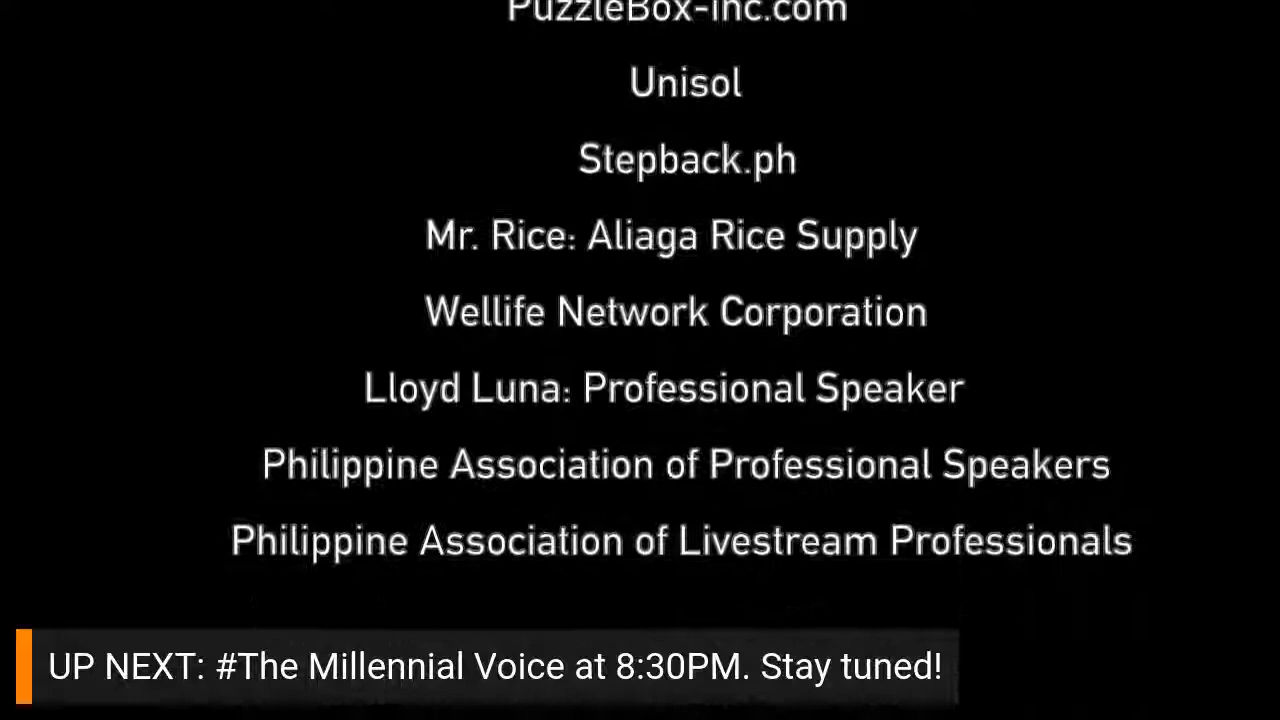 PuzzleBox-inc.com
Unisol
Stepback.ph
Mr. Rice: Aliaga Rice Supply
Wellife Network Corporation
Lloyd Luna: Professional Speaker
Philippine Association of Professional Speakers
Philippine Association of Livestream Professionals
UP NEXT: #The Millennial Voice at 8:30PM. Stay tuned!